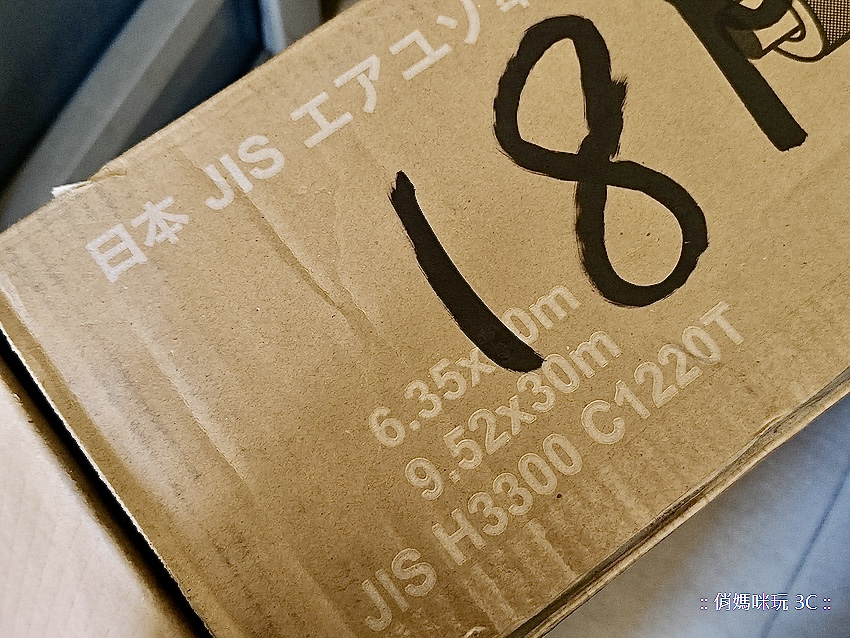 日本 JIS エアコン
18
6.35x30m
9.52x30m
JIS H3300 C1220T
:: 俏媽咪玩 3C ::